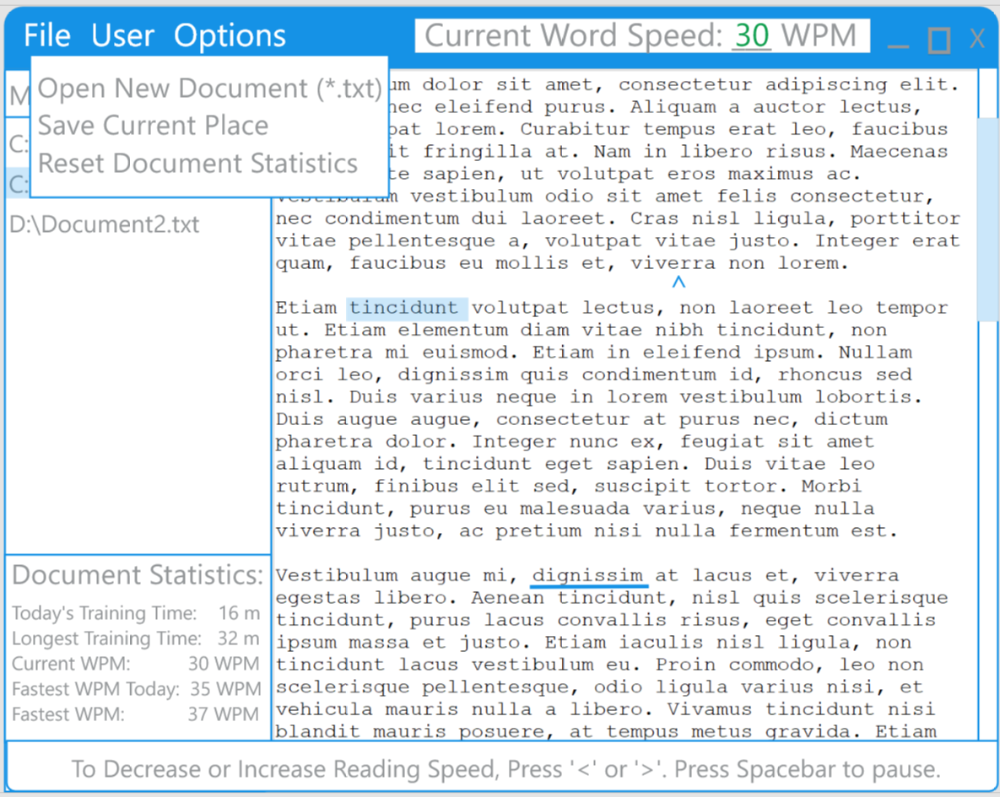 File User Options
Current Word Speed: 30 WPM
X
Open New Document (*.txt)
Save Current Place
Reset Document Statistics
M
C:
C:
D:\Document2.txt
Document Statistics:
Today's Training Time: 16 m
Longest Training Time: 32 m
Current WPM: 30 WPM
Fastest WPM Today: 35 WPM
Fastest WPM: 37 WPM
um dolor sit amet, consectetur adipiscing elit.
nec eleifend purus. Aliquam a auctor lectus,
pat lorem. Curabitur tempus erat leo, faucibus
it fringilla at. Nam in libero risus. Maecenas
te sapien, ut volutpat eros maximus ac.
Vestibulum vestibulum odio sit amet felis consectetur,
nec condimentum dui laoreet. Cras nisl ligula, porttitor
vitae pellentesque a, volutpat vitae justo. Integer erat
quam, faucibus eu mollis et, viverra non lorem.
^
Etiam tincidunt volutpat lectus, non laoreet leo tempor
ut. Etiam elementum diam vitae nibh tincidunt, non
pharetra mi euismod. Etiam in eleifend ipsum. Nullam
orci leo, dignissim quis condimentum id, rhoncus sed
nisl. Duis varius neque in lorem vestibulum lobortis.
Duis augue augue, consectetur at purus nec, dictum
pharetra dolor. Integer nunc ex, feugiat sit amet
aliquam id, tincidunt eget sapien. Duis vitae leo
rutrum, finibus elit sed, suscipit tortor. Morbi
tincidunt, purus eu malesuada varius, neque nulla
viverra justo, ac pretium nisi nulla fermentum est.
Vestibulum augue mi, dignissim at lacus et, viverra
egestas libero. Aenean tincidunt, nisl quis scelerisque
tincidunt, purus lacus convallis risus, eget convallis
ipsum massa et justo. Etiam iaculis nisl ligula, non
tincidunt lacus vestibulum eu. Proin commodo, leo non
scelerisque pellentesque, odio ligula varius nisi, et
vehicula mauris nulla a libero. Vivamus tincidunt nisi
blandit mauris posuere, at tempus metus gravida. Etiam
To Decrease or Increase Reading Speed, Press '<' or '>'. Press Spacebar to pause.